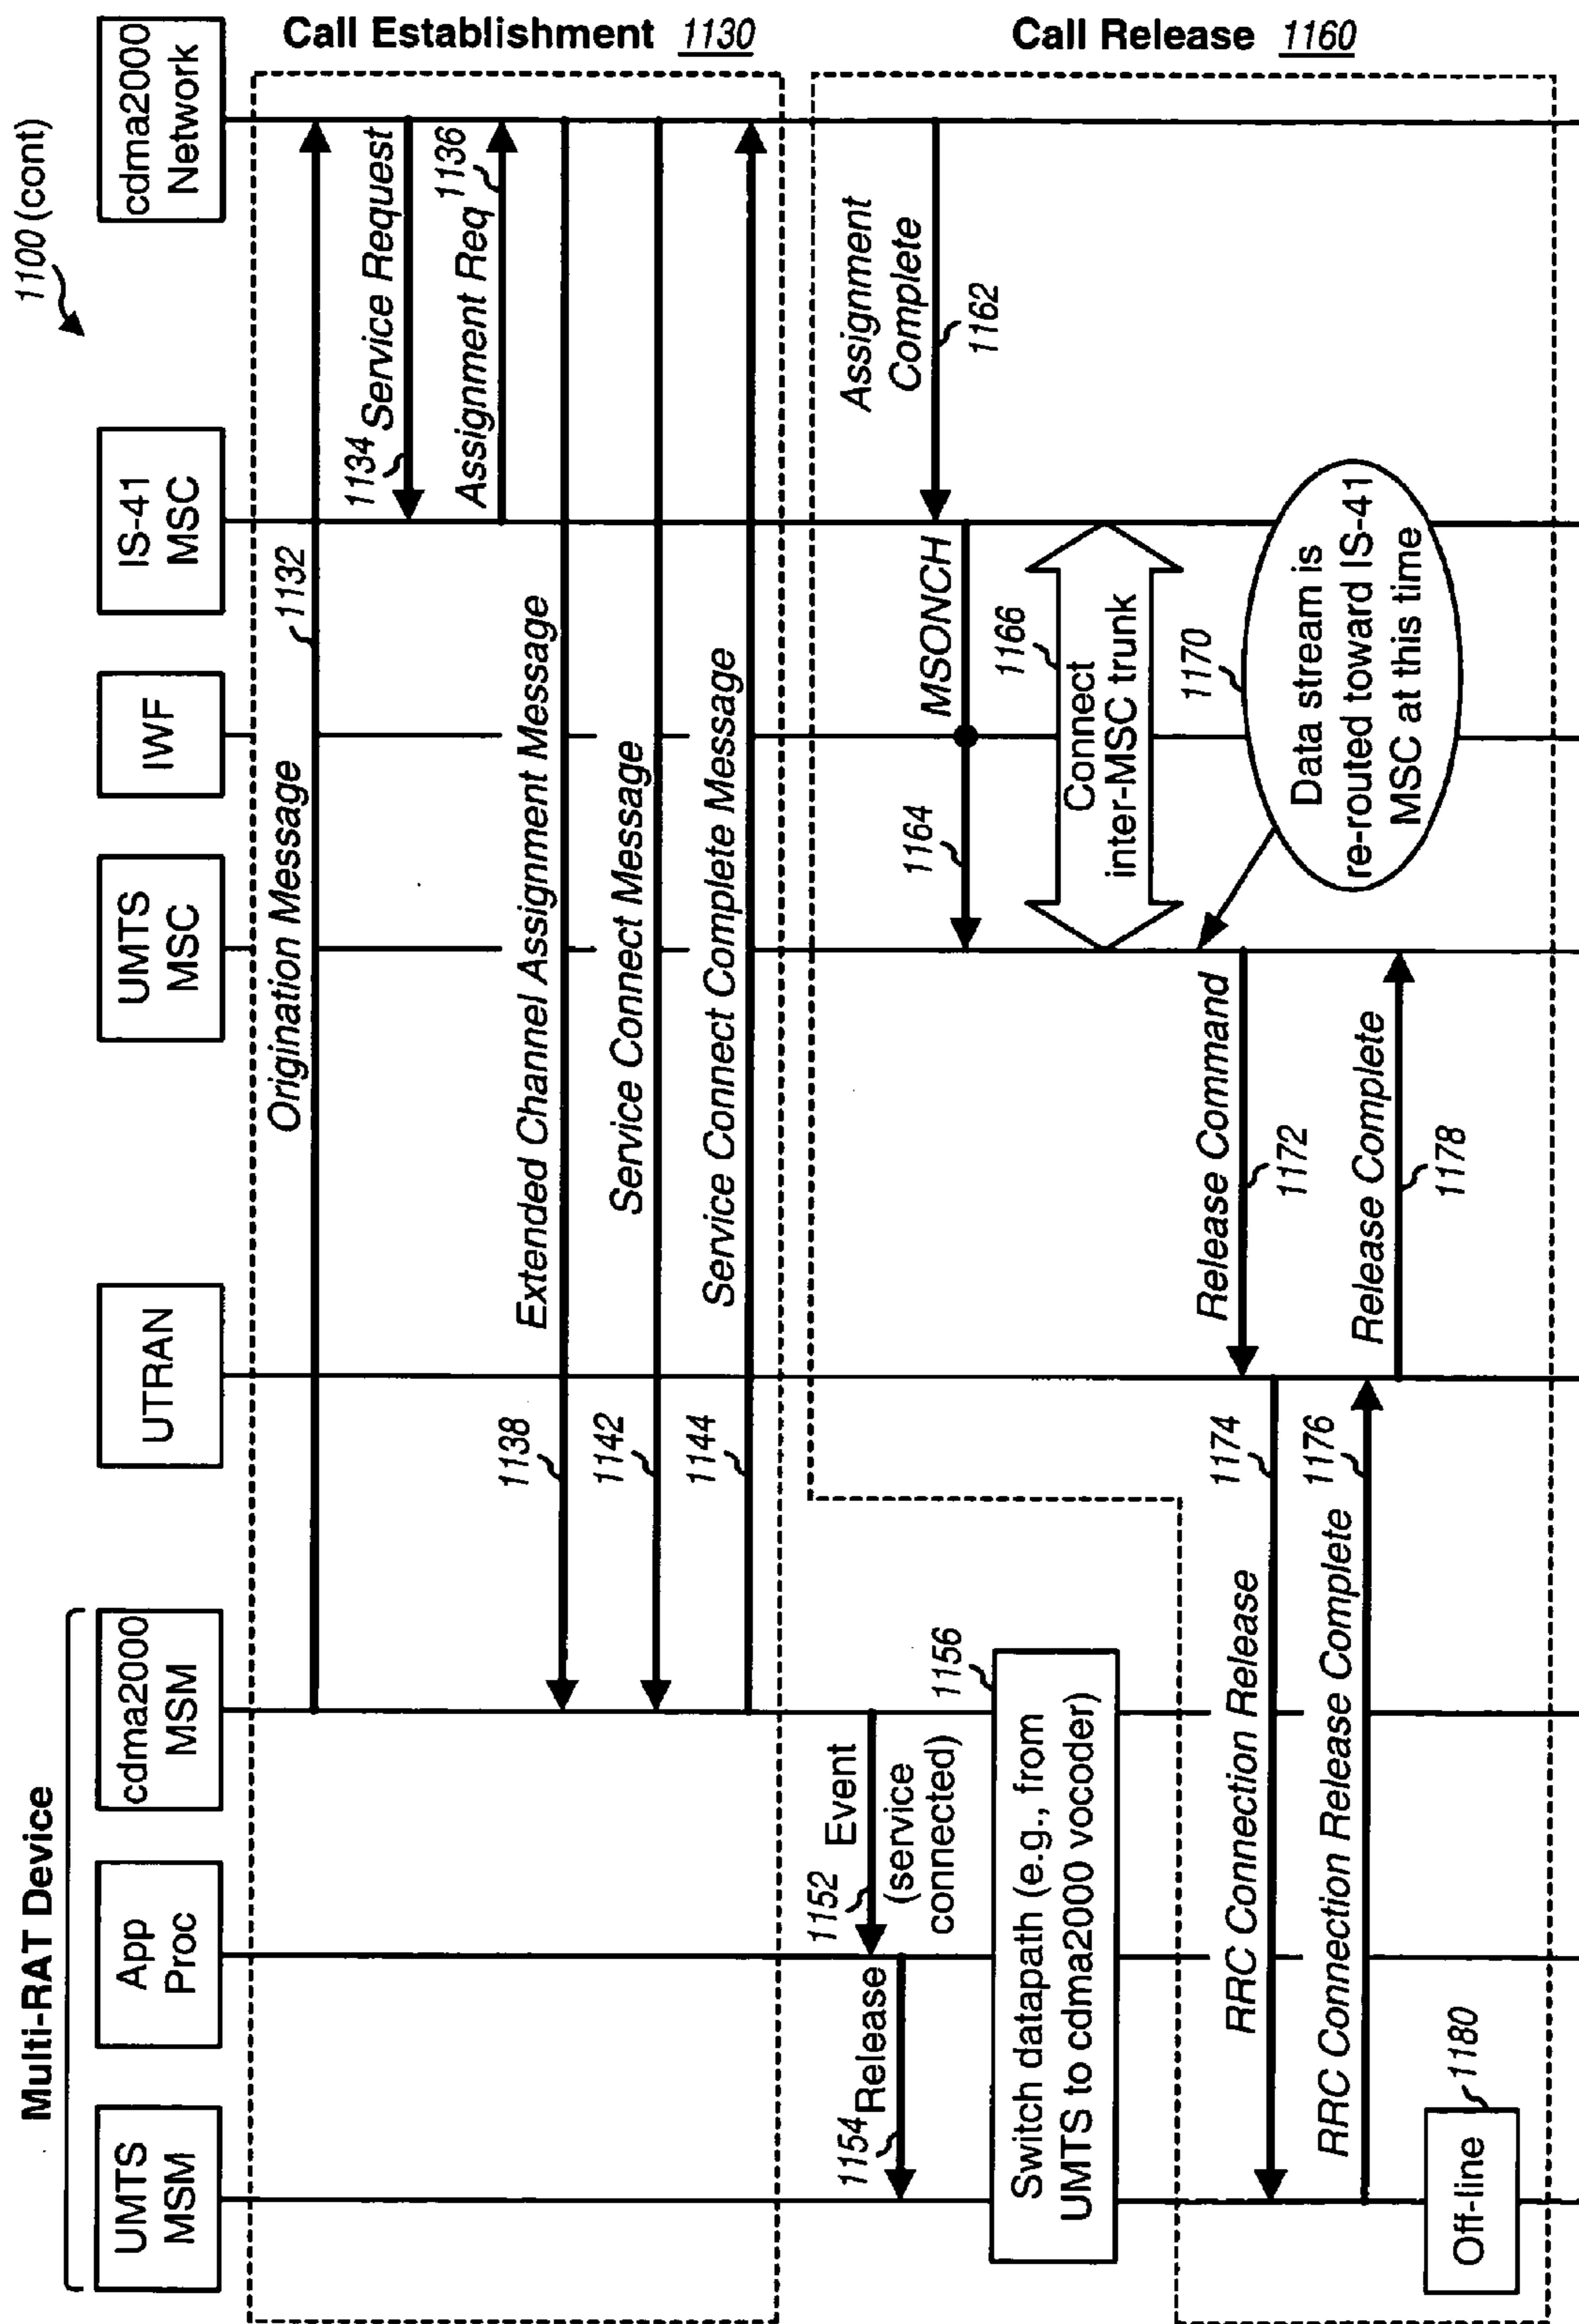 1100 (cont)
Multi-RAT Device
UMTS
MSM
App
Proc
cdma2000
MSM
UTRAN
UMTS
MSC
IWF
IS-41
MSC
cdma2000
Network
Call Establishment 1130
Origination Message
1132
1134
Service Request
Assignment Req
1136
1138
Extended Channel Assignment Message
1142
Service Connect Message
1144
Service Connect Complete Message
1152
Event
(service
connected)
1154
Release
1156
Switch datapath (e.g., from
UMTS to cdma2000 vocoder)
Call Release 1160
Assignment
Complete
1162
1164
MSONCH
1166
Connect
inter-MSC trunk
1170
Data stream is
re-routed toward IS-41
MSC at this time
Release Command
1172
RRC Connection Release
1174
RRC Connection Release Complete
1176
Release Complete
1178
Off-line
1180